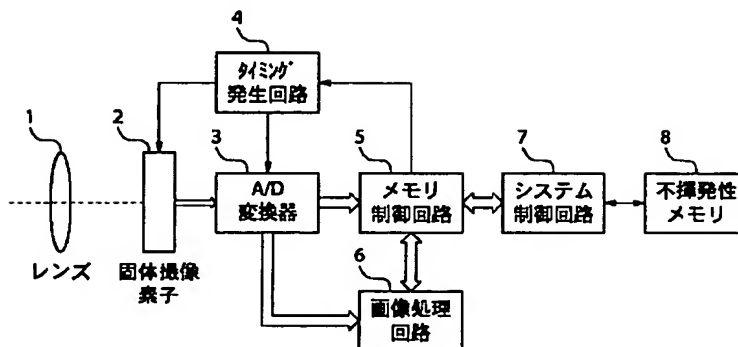 4
ﾀｲﾐﾝｸﾞ
発生回路
1
2
3
5
7
8
A/D
変換器
メモリ
制御回路
システム
制御回路
不揮発性
メモリ
レンズ
固体撮像
素子
6
画像処理
回路